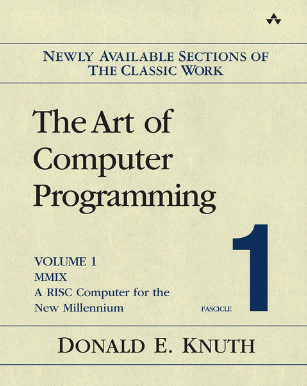 NEWLY AVAILABLE SECTIONS OF
THE CLASSIC WORK
The Art of
Computer
Programming
VOLUME 1
MMIX
A RISC Computer for the
New Millennium
FASCICLE
1
DONALD E. KNUTH